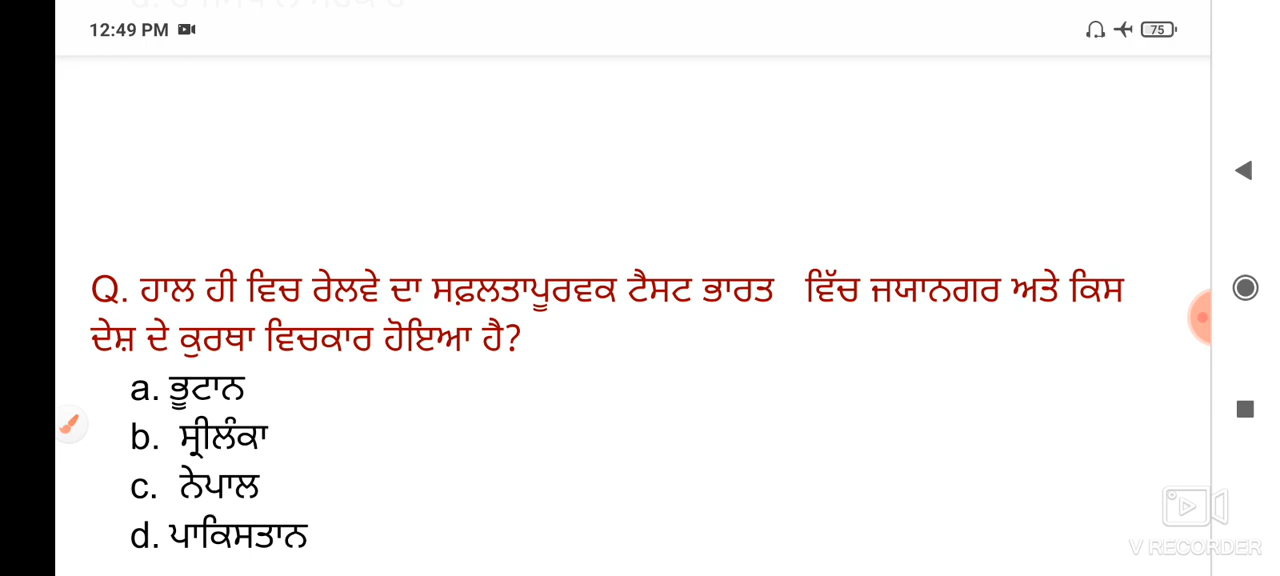 12:49 PM
75
Q. ਹਾਲ ਹੀ ਵਿਚ ਰੇਲਵੇ ਦਾ ਸਫ਼ਲਤਾਪੂਰਵਕ ਟੈਸਟ ਭਾਰਤ ਵਿੱਚ ਜਯਾਨਗਰ ਅਤੇ ਕਿਸ
ਦੇਸ਼ ਦੇ ਕੁਰਥਾ ਵਿਚਕਾਰ ਹੋਇਆ ਹੈ?
a. ਭੂਟਾਨ
b. ਸ੍ਰੀਲੰਕਾ
c. ਨੇਪਾਲ
d. ਪਾਕਿਸਤਾਨ
V RECORDER